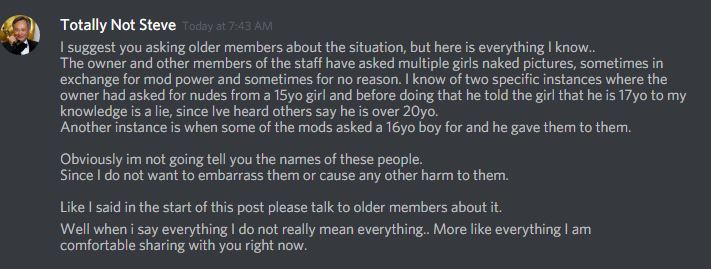 Totally Not Steve Today at 7:43 AM
I suggest you asking older members about the situation, but here is everything I know..
The owner and other members of the staff have asked multiple girls naked pictures, sometimes in
exchange for mod power and sometimes for no reason. I know of two specific instances where the
owner had asked for nudes from a 15yo girl and before doing that he told the girl that he is 17yo to my
knowledge is a lie, since Ive heard others say he is over 20yo.
Another instance is when some of the mods asked a 16yo boy for and he gave them to them.
Obviously im not going tell you the names of these people.
Since I do not want to embarrass them or cause any other harm to them.
Like I said in the start of this post please talk to older members about it.
Well when i say everything I do not really mean everything.. More like everything I am
comfortable sharing with you right now.